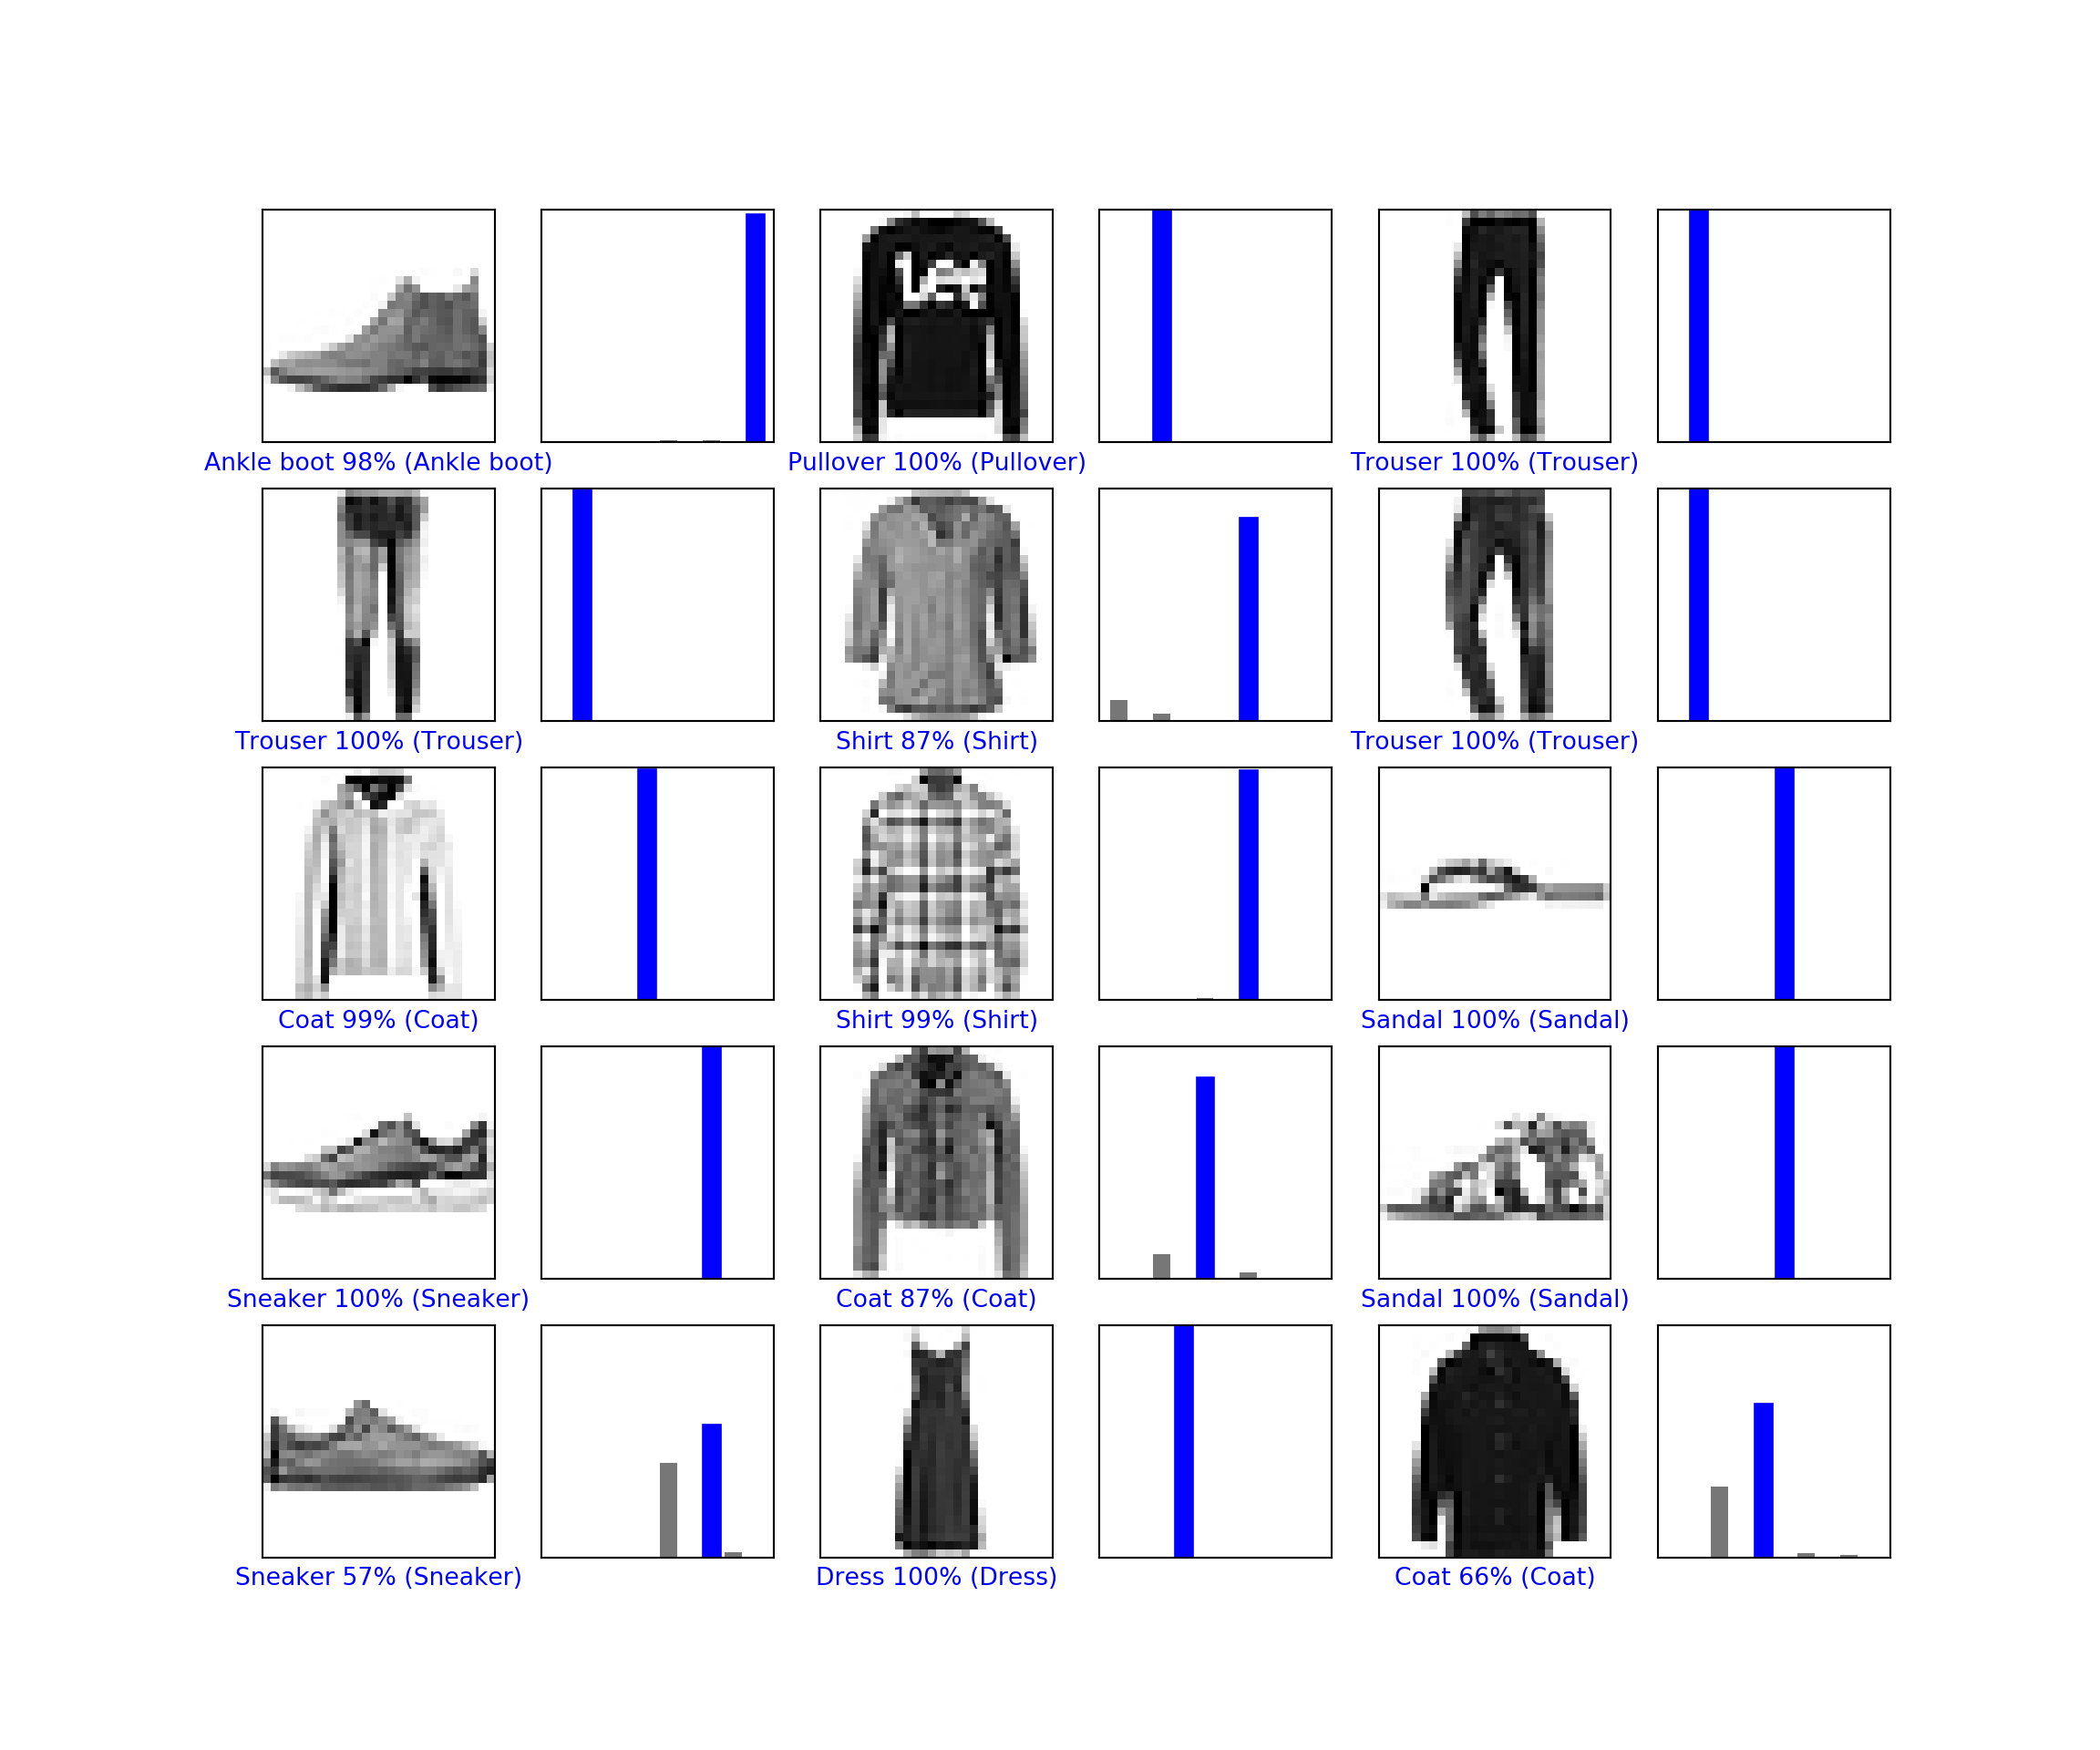 Ankle boot 98% (Ankle boot)
Pullover 100% (Pullover)
Trouser 100% (Trouser)
Trouser 100% (Trouser)
Shirt 87% (Shirt)
Trouser 100% (Trouser)
Coat 99% (Coat)
Shirt 99% (Shirt)
Sandal 100% (Sandal)
Sneaker 100% (Sneaker)
Coat 87% (Coat)
Sandal 100% (Sandal)
Sneaker 57% (Sneaker)
Dress 100% (Dress)
Coat 66% (Coat)